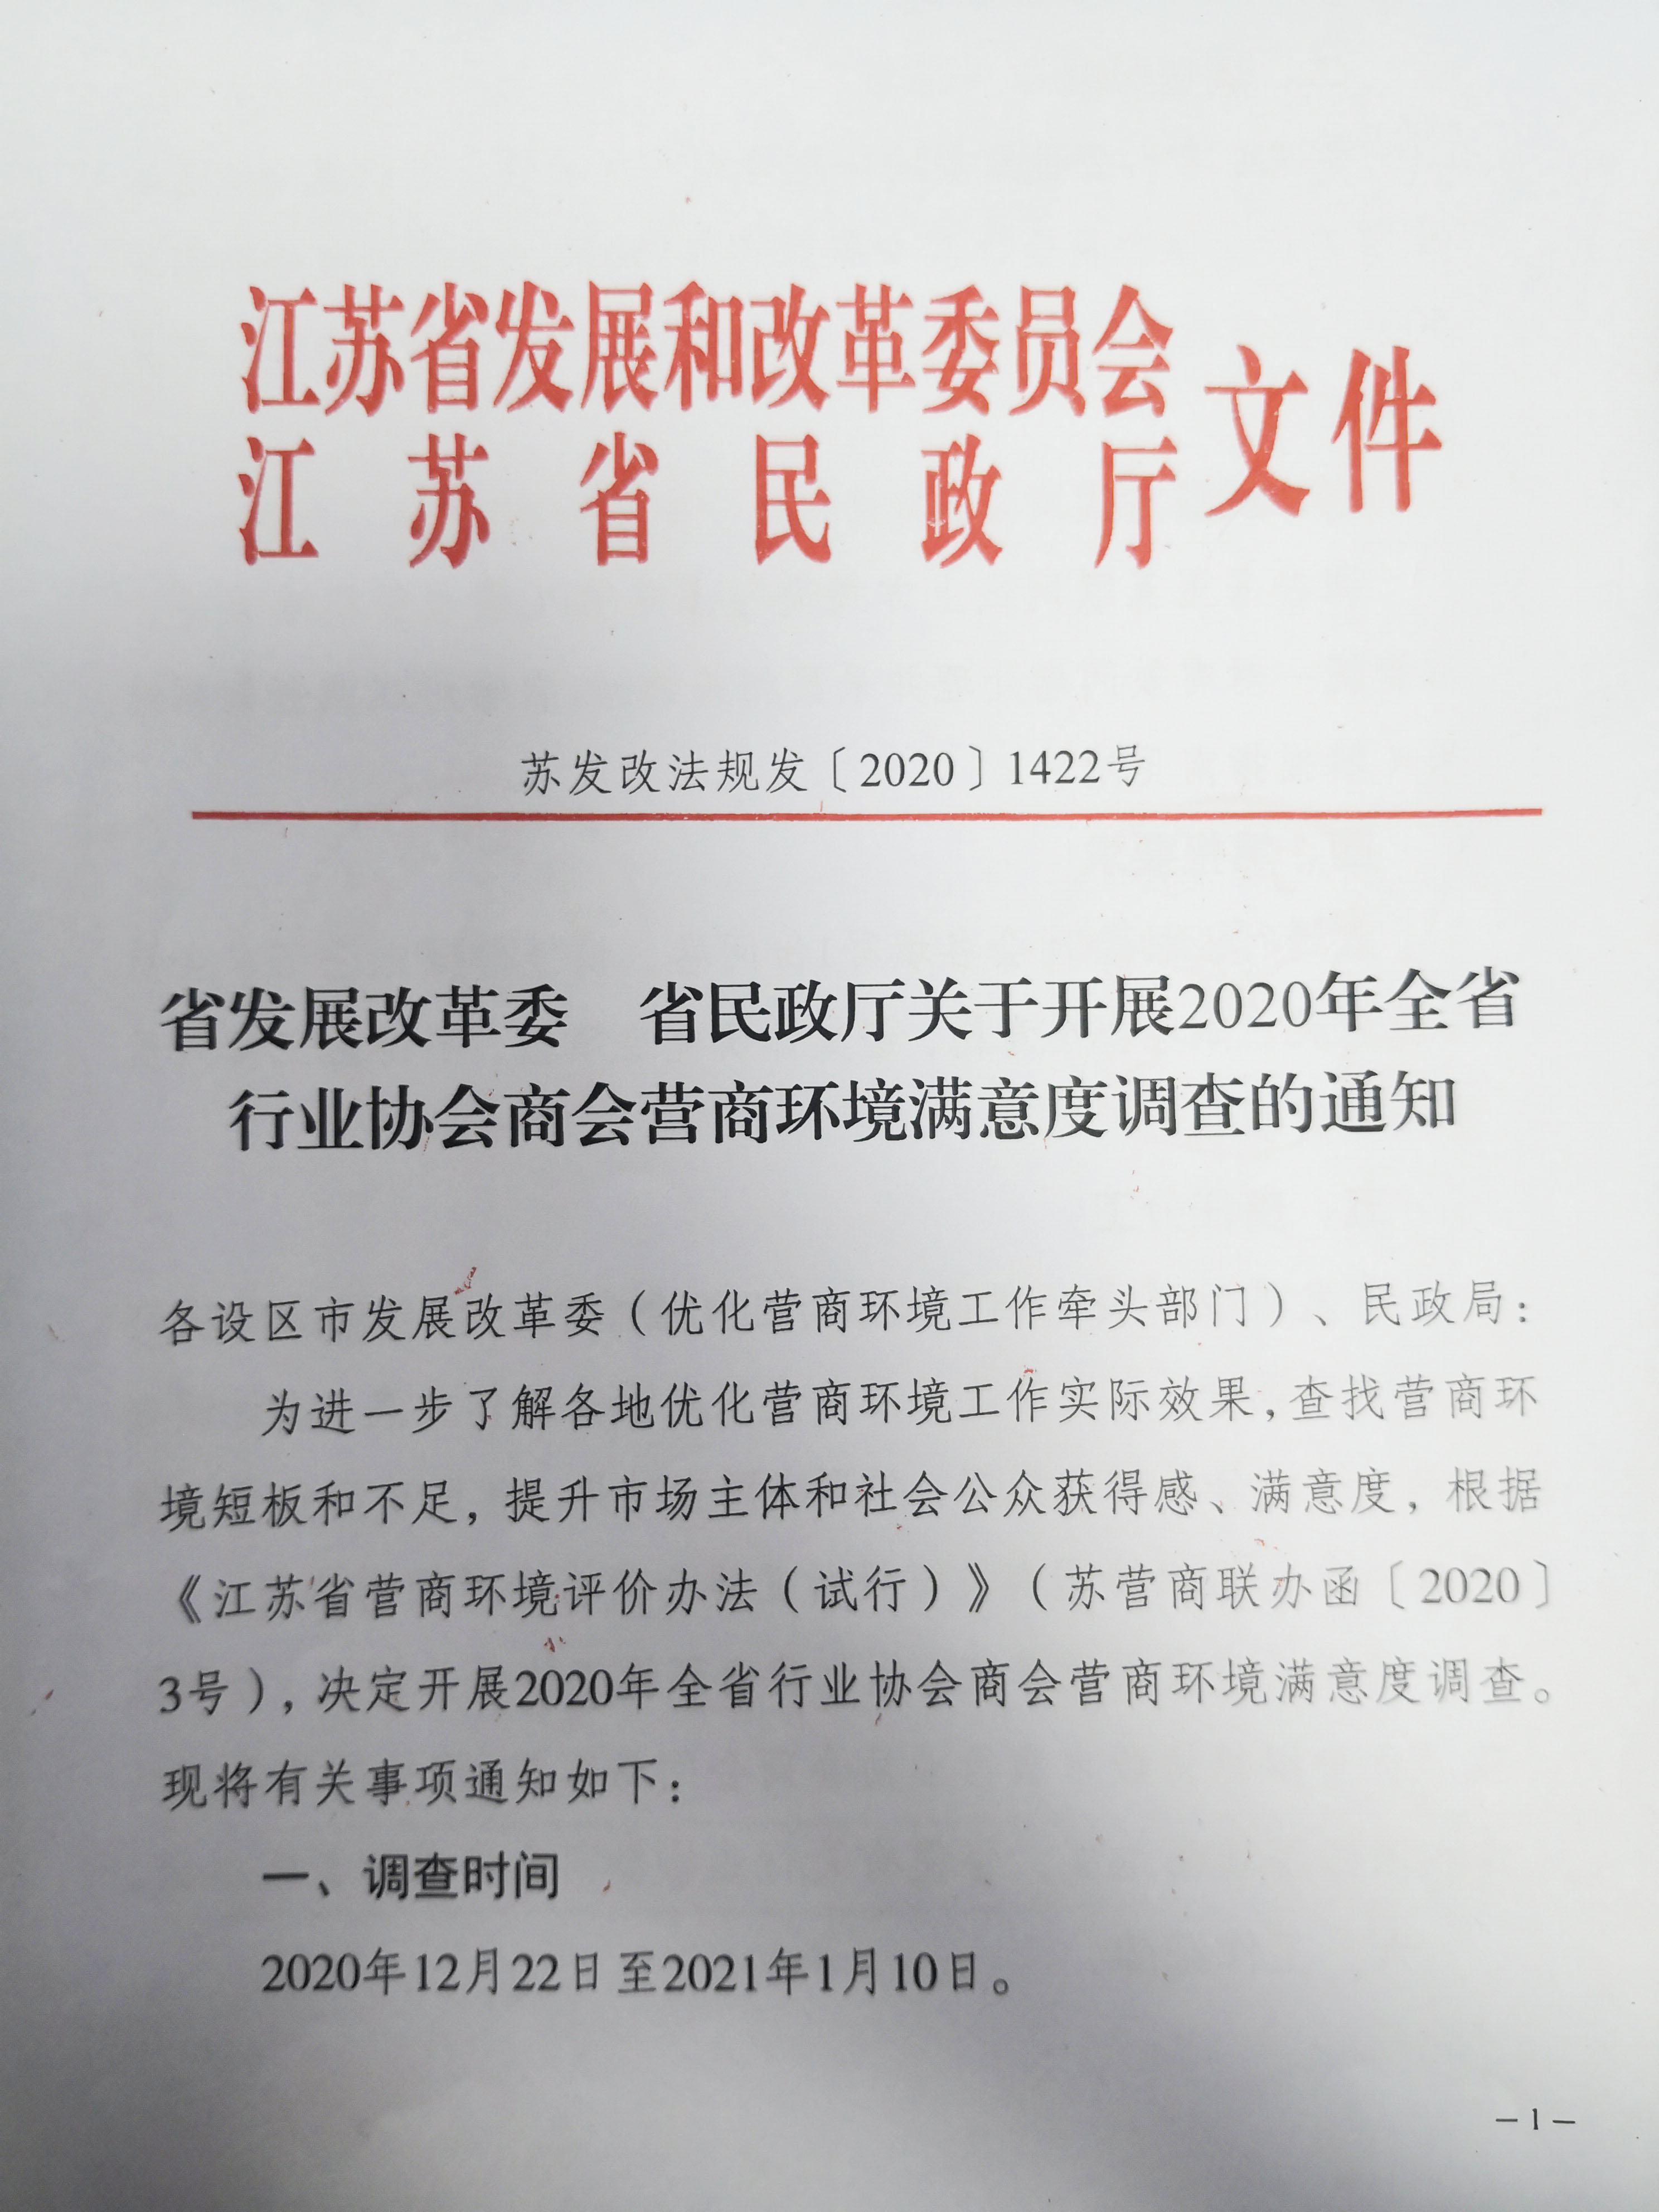 江苏省发展和改革委员会
江苏省民政厅
文件
苏发改法规发〔2020〕1422号
省发展改革委　省民政厅关于开展2020年全省
行业协会商会营商环境满意度调查的通知
各设区市发展改革委（优化营商环境工作牵头部门）、民政局：
为进一步了解各地优化营商环境工作实际效果，查找营商环
境短板和不足，提升市场主体和社会公众获得感、满意度，根据
《江苏省营商环境评价办法（试行）》（苏营商联办函〔2020〕
3号），决定开展2020年全省行业协会商会营商环境满意度调查。
现将有关事项通知如下：
一、调查时间
2020年12月22日至2021年1月10日。
—1—